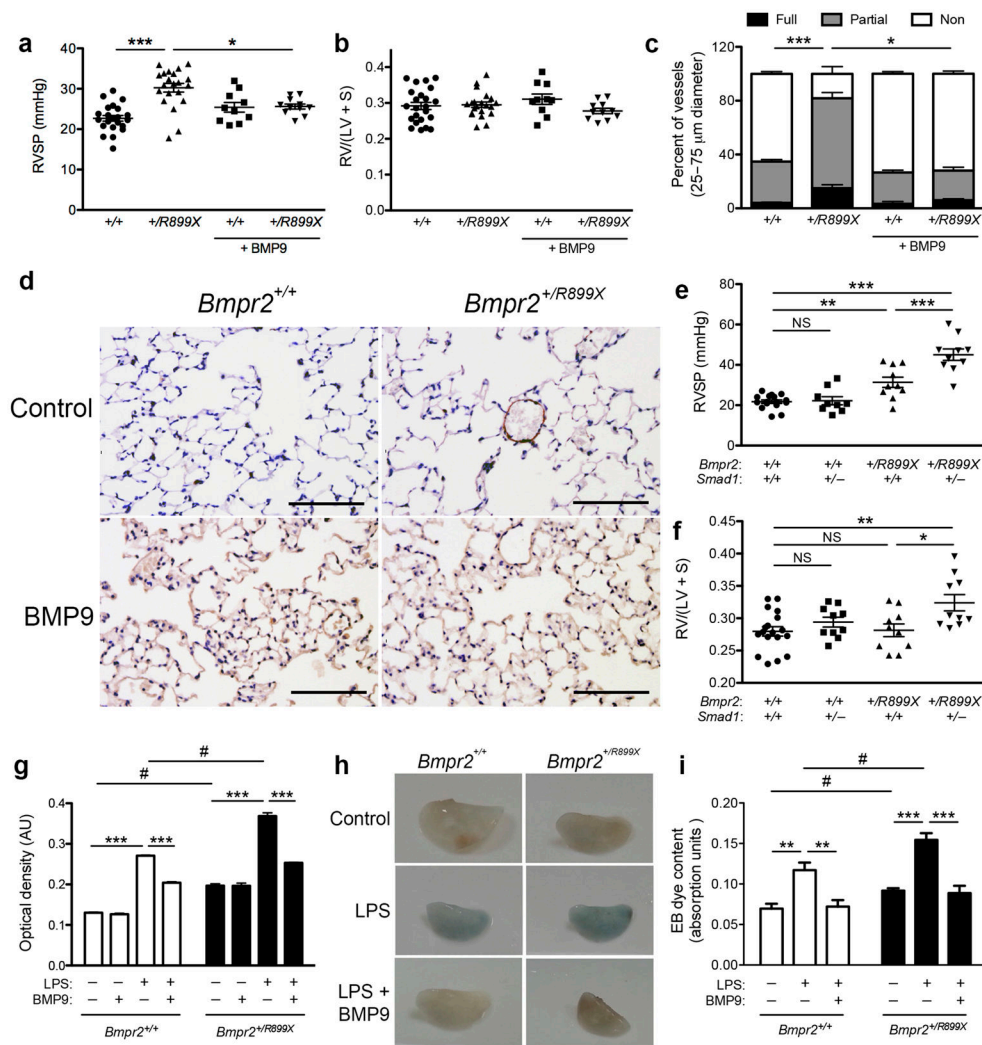 a
RVSP (mmHg)
40
30
20
10
0
***
*
+/+
+/R899X
+/+
+/R899X
+ BMP9
b
RV/(LV + S)
0.4
0.3
0.2
0.1
0.0
+/+
+/R899X
+/+
+/R899X
+ BMP9
Full
Partial
Non
c
Percent of vessels
(25–75 μm diameter)
120
80
40
0
***
*
+/+
+/R899X
+/+
+/R899X
+ BMP9
d
Bmpr2+/+
Bmpr2+/R899X
Control
BMP9
e
RVSP (mmHg)
80
60
40
20
0
***
**
***
NS
Bmpr2: +/+ +/+ +/R899X +/R899X
Smad1: +/+ +/– +/+ +/–
f
RV/(LV + S)
0.45
0.40
0.35
0.30
0.25
0.20
**
NS
*
NS
Bmpr2: +/+ +/+ +/R899X +/R899X
Smad1: +/+ +/– +/+ +/–
g
Optical density (AU)
0.4
0.3
0.2
0.1
0.0
#
#
***
***
***
***
LPS: – – + + – – + +
BMP9: – + – + – + – +
Bmpr2+/+
Bmpr2+/R899X
h
Bmpr2+/+
Bmpr2+/R899X
Control
LPS
LPS +
BMP9
i
EB dye content
(absorption units )
0.20
0.15
0.10
0.05
0.00
#
#
**
**
***
***
LPS: – + + – + +
BMP9: – – + – – +
Bmpr2+/+
Bmpr2+/R899X